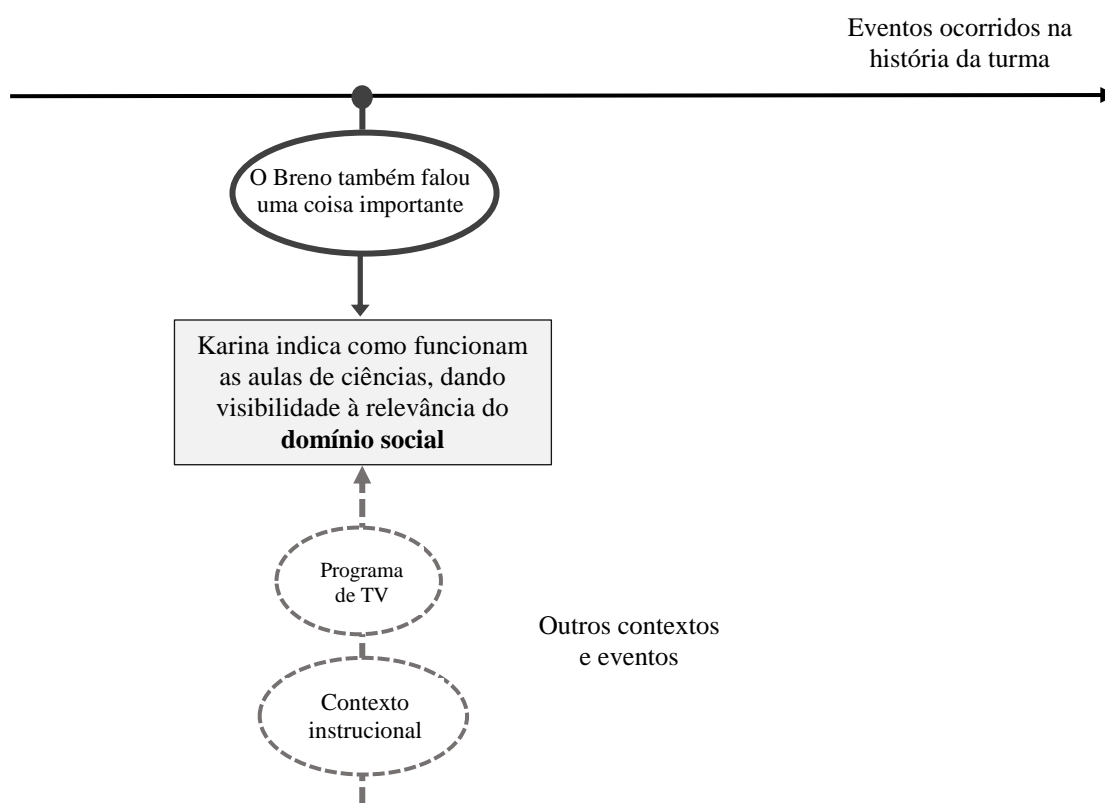 Eventos ocorridos na
história da turma
O Breno também falou
uma coisa importante
Karina indica como funcionam
as aulas de ciências, dando
visibilidade à relevância do
domínio social
Programa
de TV
Outros contextos
e eventos
Contexto
instrucional